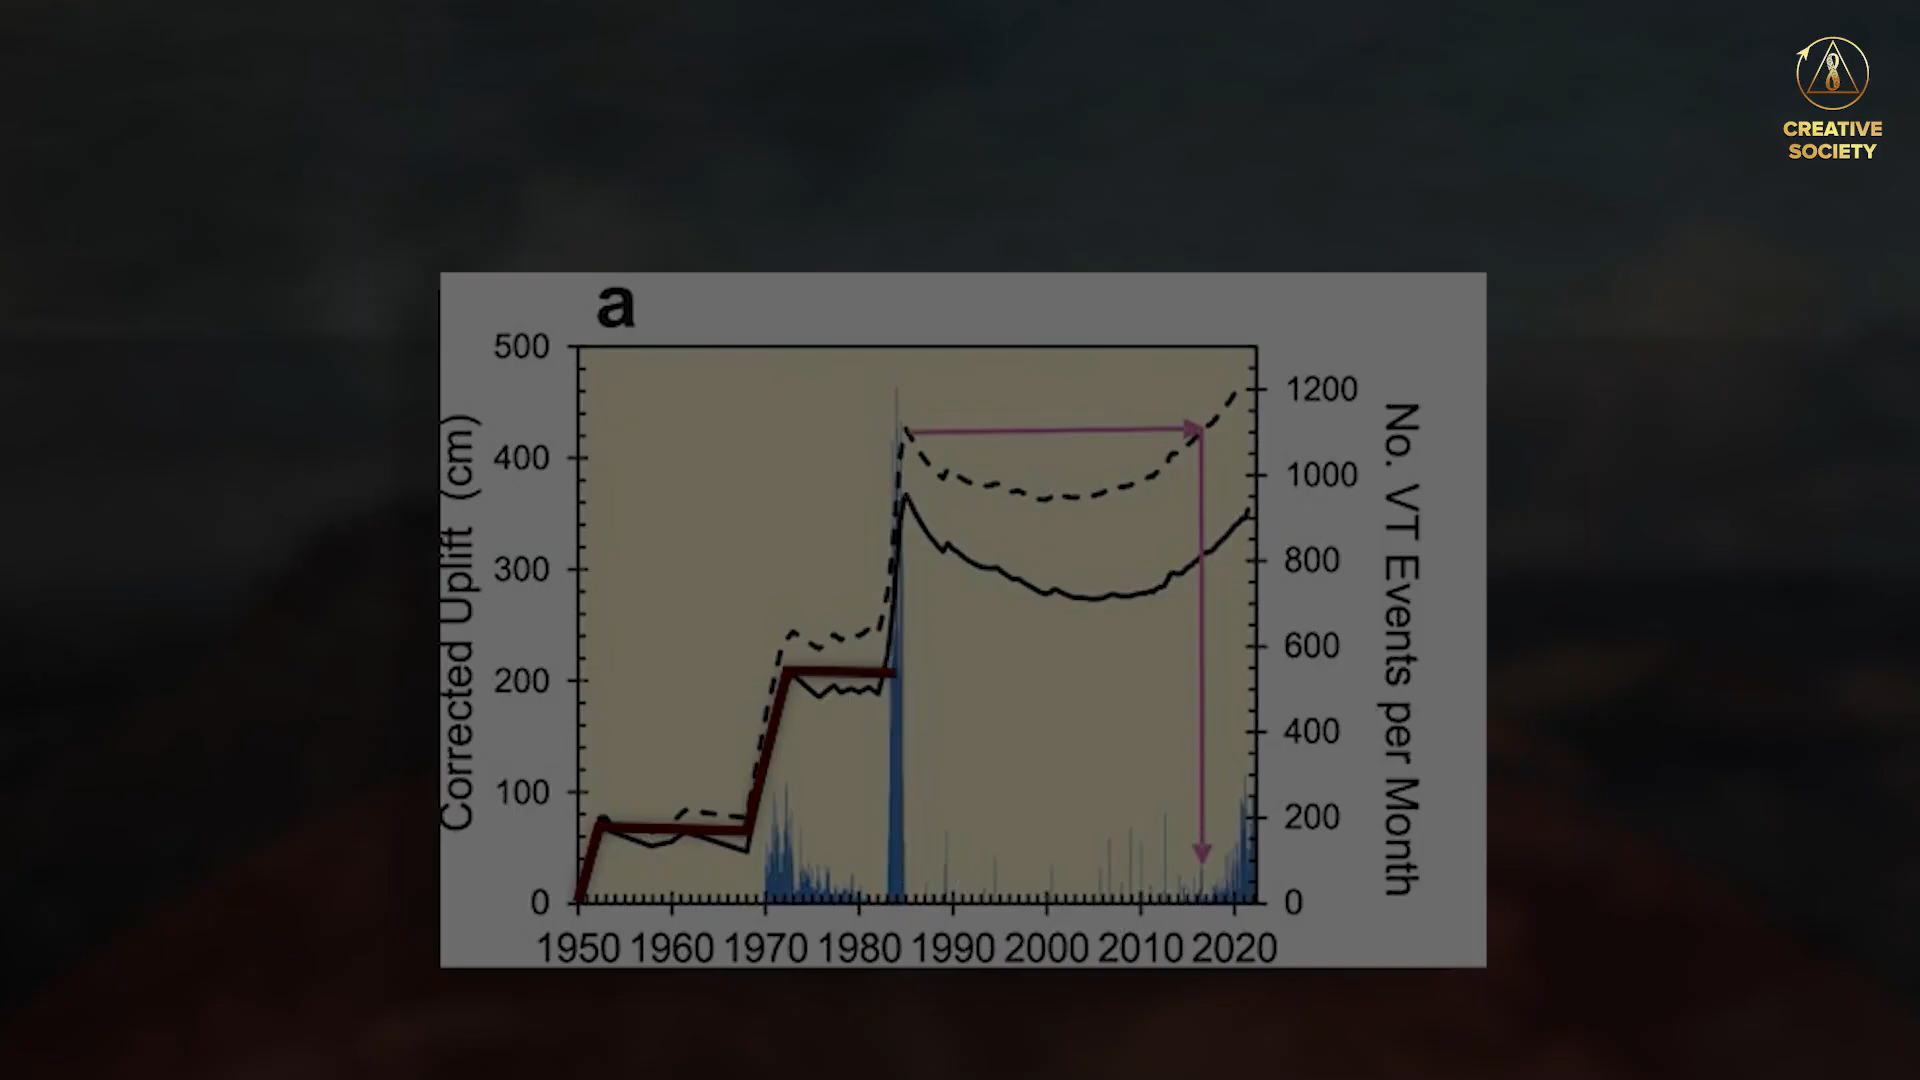 CREATIVE
SOCIETY
a
Corrected Uplift (cm)
500
400
300
200
100
0
1200
1000
800
600
400
200
0
No. VT Events per Month
1950 1960 1970 1980 1990 2000 2010 2020